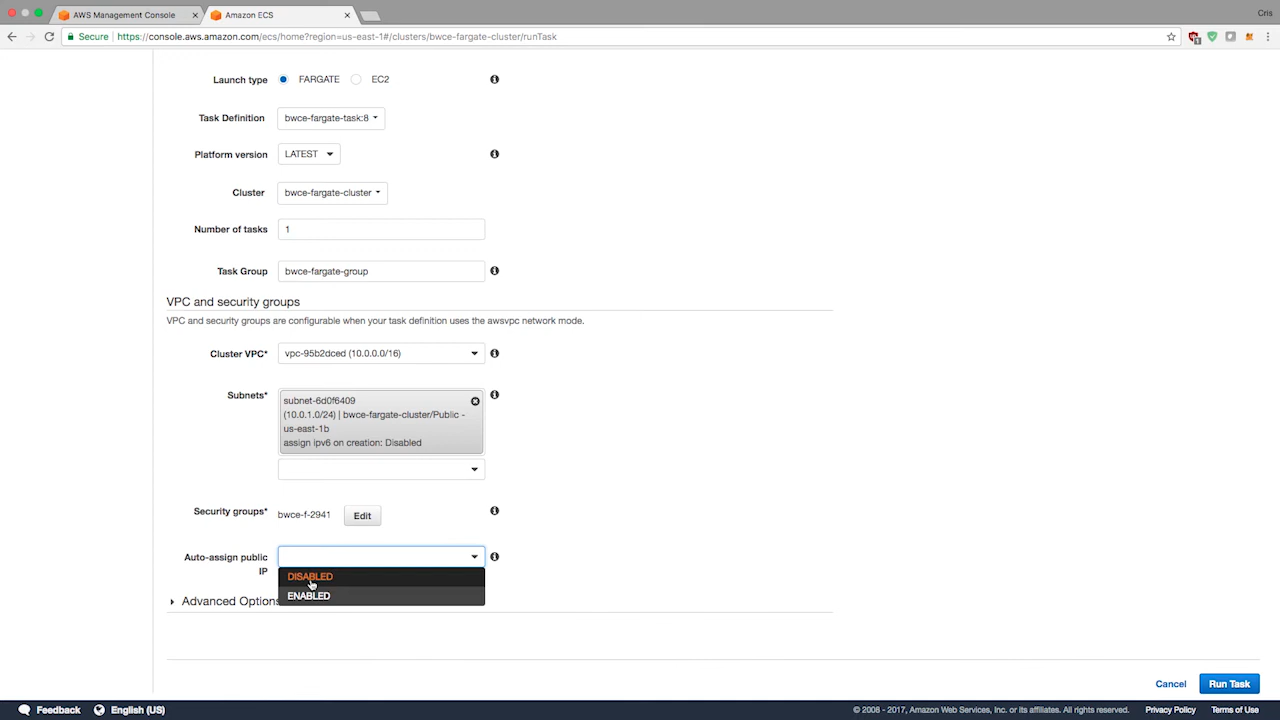 AWS Management Console
Amazon ECS
Cris
Secure
https://console.aws.amazon.com/ecs/home?region=us-east-1#/clusters/bwce-fargate-cluster/runTask
Launch type FARGATE EC2
Task Definition bwce-fargate-task:8
Platform version LATEST
Cluster bwce-fargate-cluster
Number of tasks 1
Task Group bwce-fargate-group
VPC and security groups
VPC and security groups are configurable when your task definition uses the awsvpc network mode.
Cluster VPC* vpc-95b2dced (10.0.0.0/16)
Subnets* subnet-6d0f6409
(10.0.1.0/24) | bwce-fargate-cluster/Public -
us-east-1b
assign ipv6 on creation: Disabled
Security groups* bwce-f-2941 Edit
Auto-assign public
IP
DISABLED
ENABLED
Advanced Options
Cancel Run Task
Feedback English (US) © 2008 - 2017, Amazon Web Services, Inc. or its affiliates. All rights reserved. Privacy Policy Terms of Use